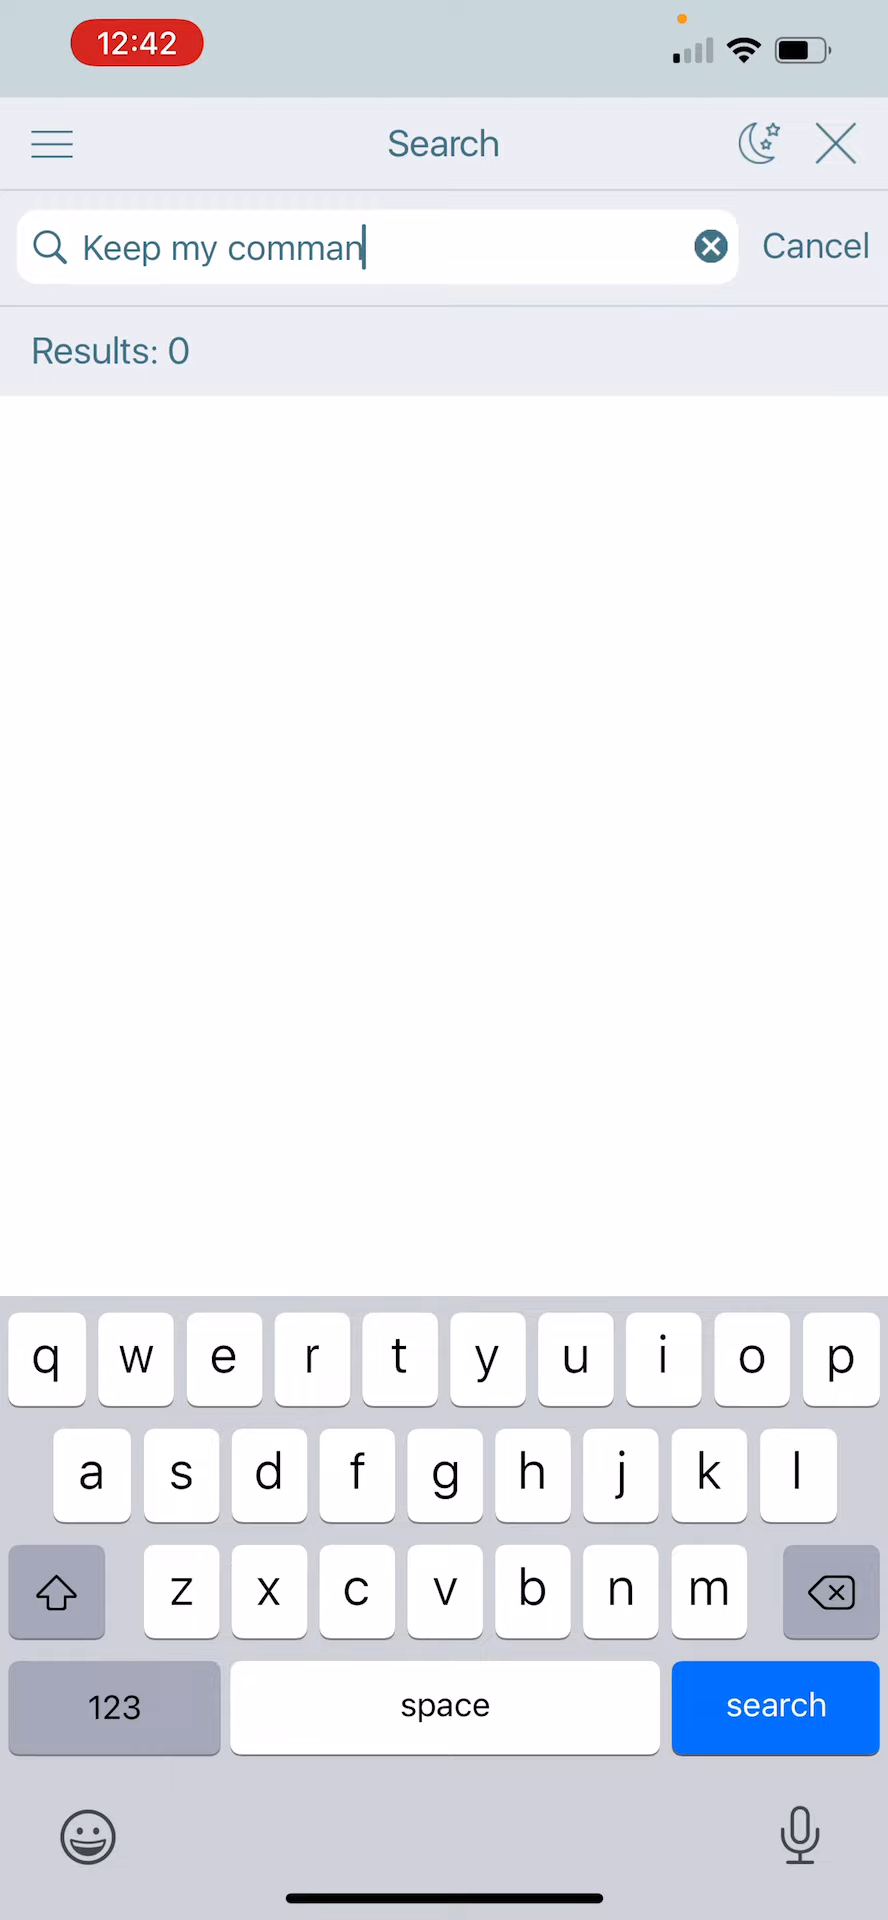 12:42
Search
Keep my comman
Cancel
Results: 0
q w e r t y u i o p
a s d f g h j k l
z x c v b n m
123 space search